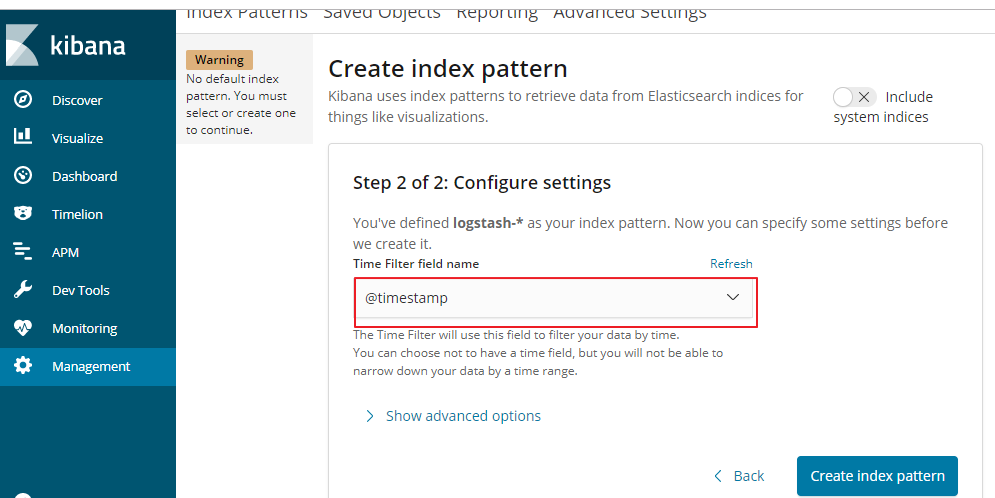 Index Patterns Saved Objects Reporting Advanced Settings
kibana
Discover
Visualize
Dashboard
Timelion
APM
Dev Tools
Monitoring
Management
Warning
No default index
pattern. You must
select or create one
to continue.
Create index pattern
Kibana uses index patterns to retrieve data from Elasticsearch indices for
things like visualizations.
Include
system indices
Step 2 of 2: Configure settings
You've defined logstash-* as your index pattern. Now you can specify some settings before
we create it.
Time Filter field name Refresh
@timestamp
The Time Filter will use this field to filter your data by time.
You can choose not to have a time field, but you will not be able to
narrow down your data by a time range.
Show advanced options
Back Create index pattern